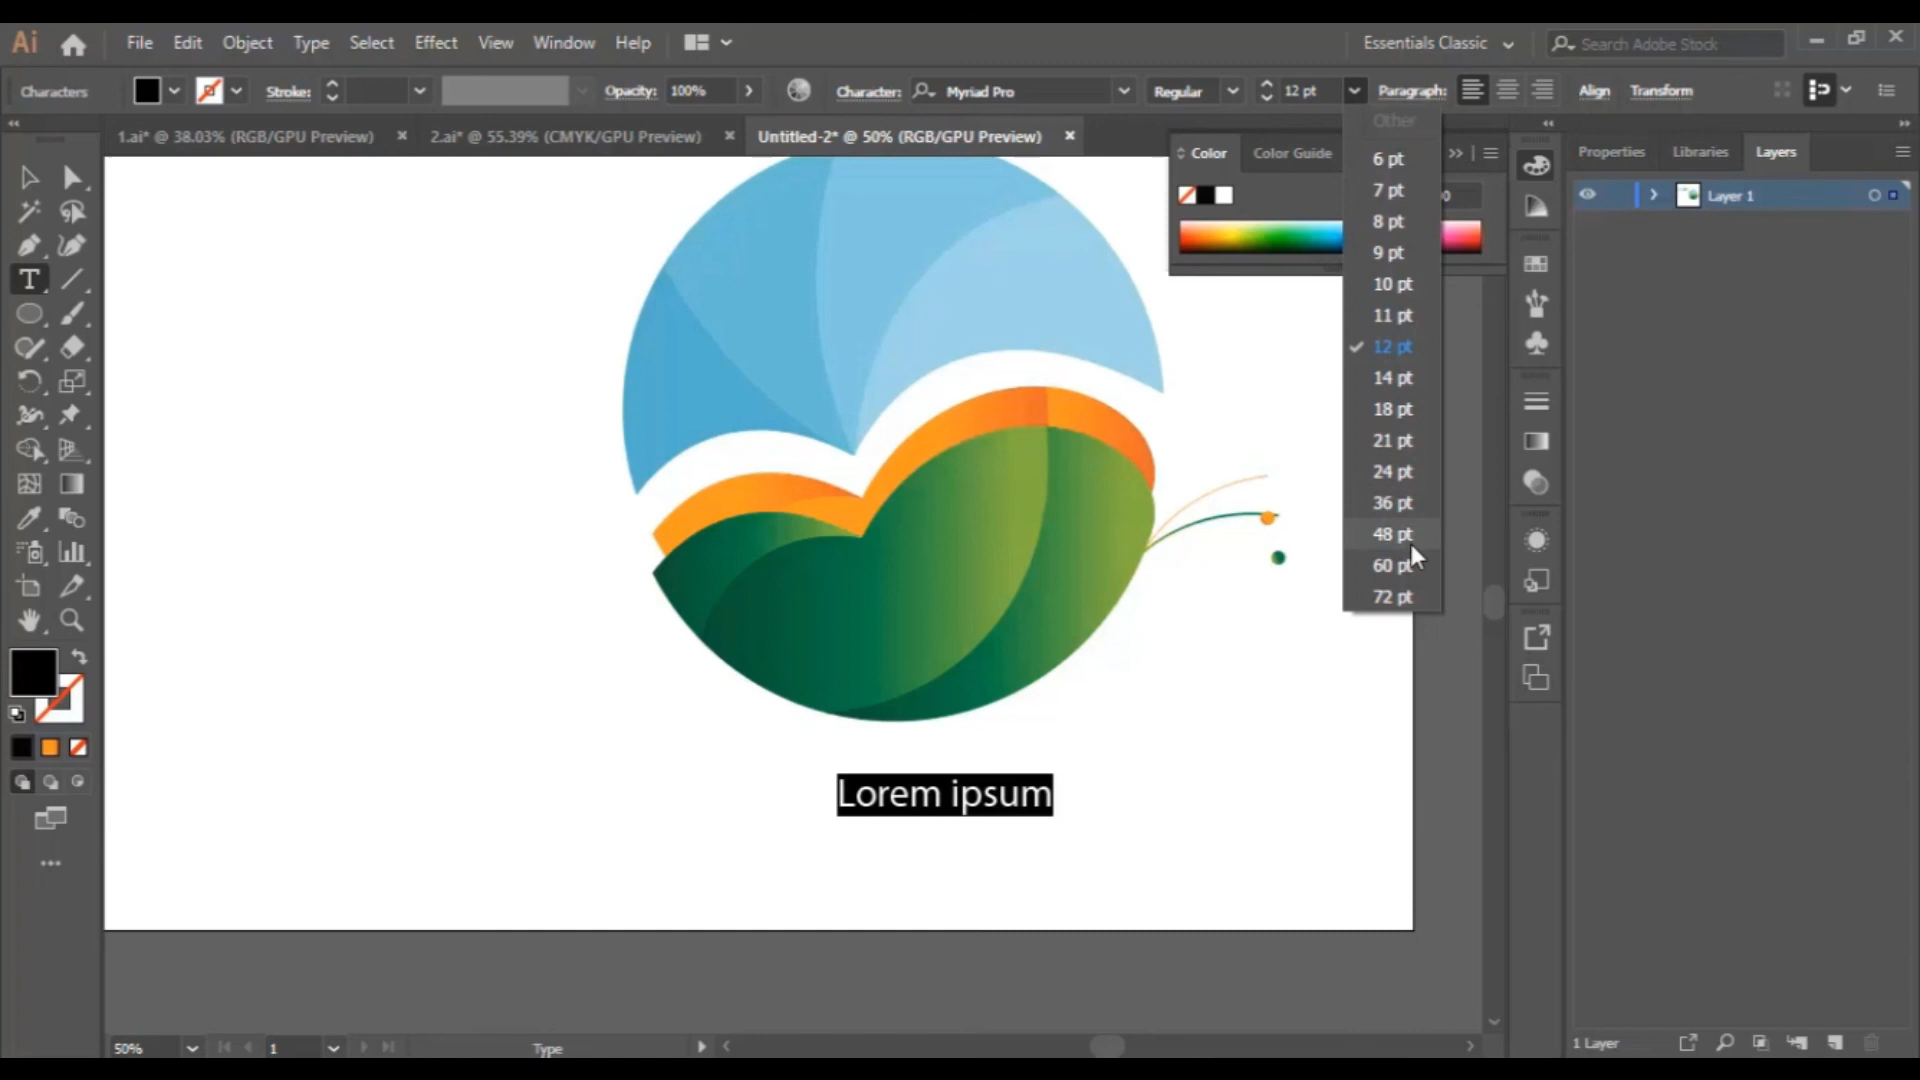 Ai File Edit Object Type Select Effect View Window Help Essentials Classic Search Adobe Stock
Characters Stroke: Opacity: 100% Character: Myriad Pro Regular 12 pt Paragraph: Align Transform
1.ai* @ 38.03% (RGB/GPU Preview) 2.ai* @ 55.39% (CMYK/GPU Preview) Untitled-2* @ 50% (RGB/GPU Preview)
Other
Color Color Guide
Properties Libraries Layers
6 pt
7 pt
8 pt
9 pt
10 pt
11 pt
12 pt
14 pt
18 pt
21 pt
24 pt
36 pt
48 pt
60 pt
72 pt
Layer 1
Lorem ipsum
50% 1 Type
1 Layer